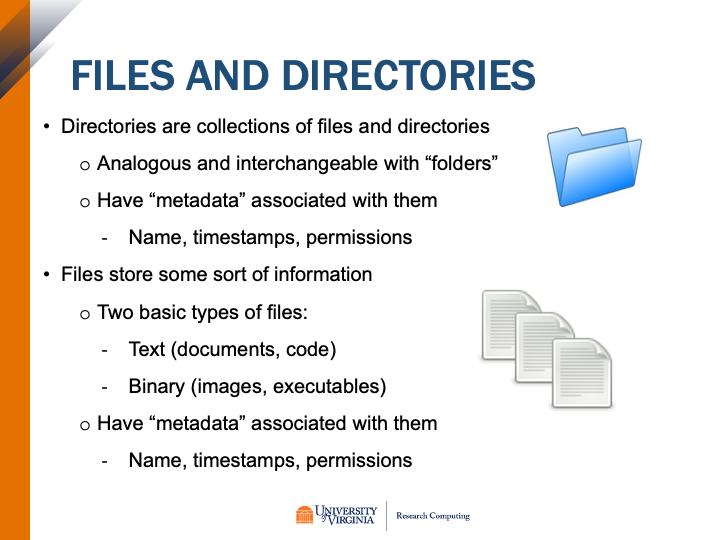 FILES AND DIRECTORIES
• Directories are collections of files and directories
o Analogous and interchangeable with “folders”
o Have “metadata” associated with them
- Name, timestamps, permissions
• Files store some sort of information
o Two basic types of files:
- Text (documents, code)
- Binary (images, executables)
o Have “metadata” associated with them
- Name, timestamps, permissions
UNIVERSITY
of VIRGINIA
Research Computing